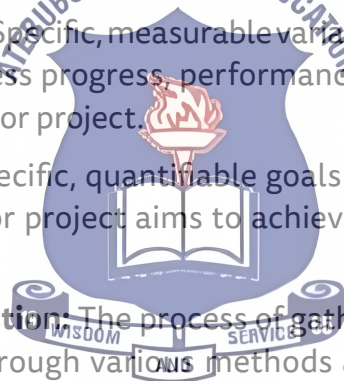 Specific, measurable varia
ss progress, performanc
or project.
ecific, quantifiable goals
or project aims to achiev
tion: The process of gath
WISDOM SERVICE
AND
rough various methods a